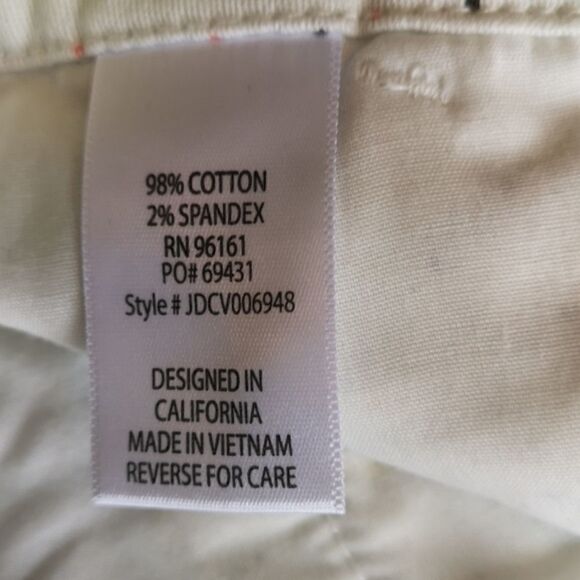 98% COTTON
2% SPANDEX
RN 96161
PO# 69431
Style # JDCV006948
DESIGNED IN
CALIFORNIA
MADE IN VIETNAM
REVERSE FOR CARE